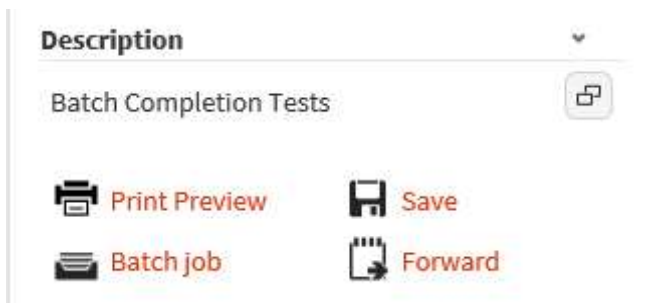 Description
Batch Completion Tests
Print Preview Save
Batch job Forward